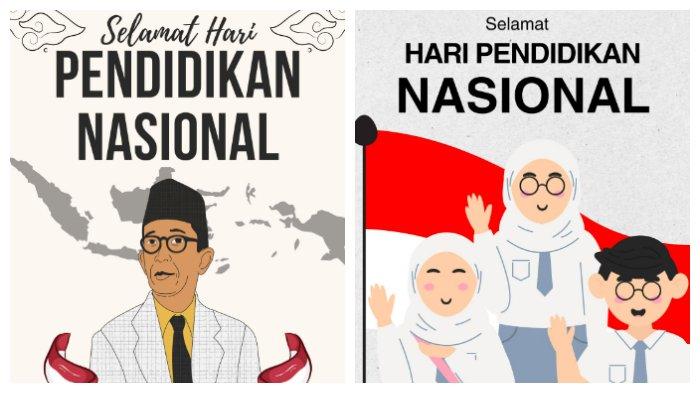 Selamat Hari
PENDIDIKAN
NASIONAL
Selamat
HARI PENDIDIKAN
NASIONAL